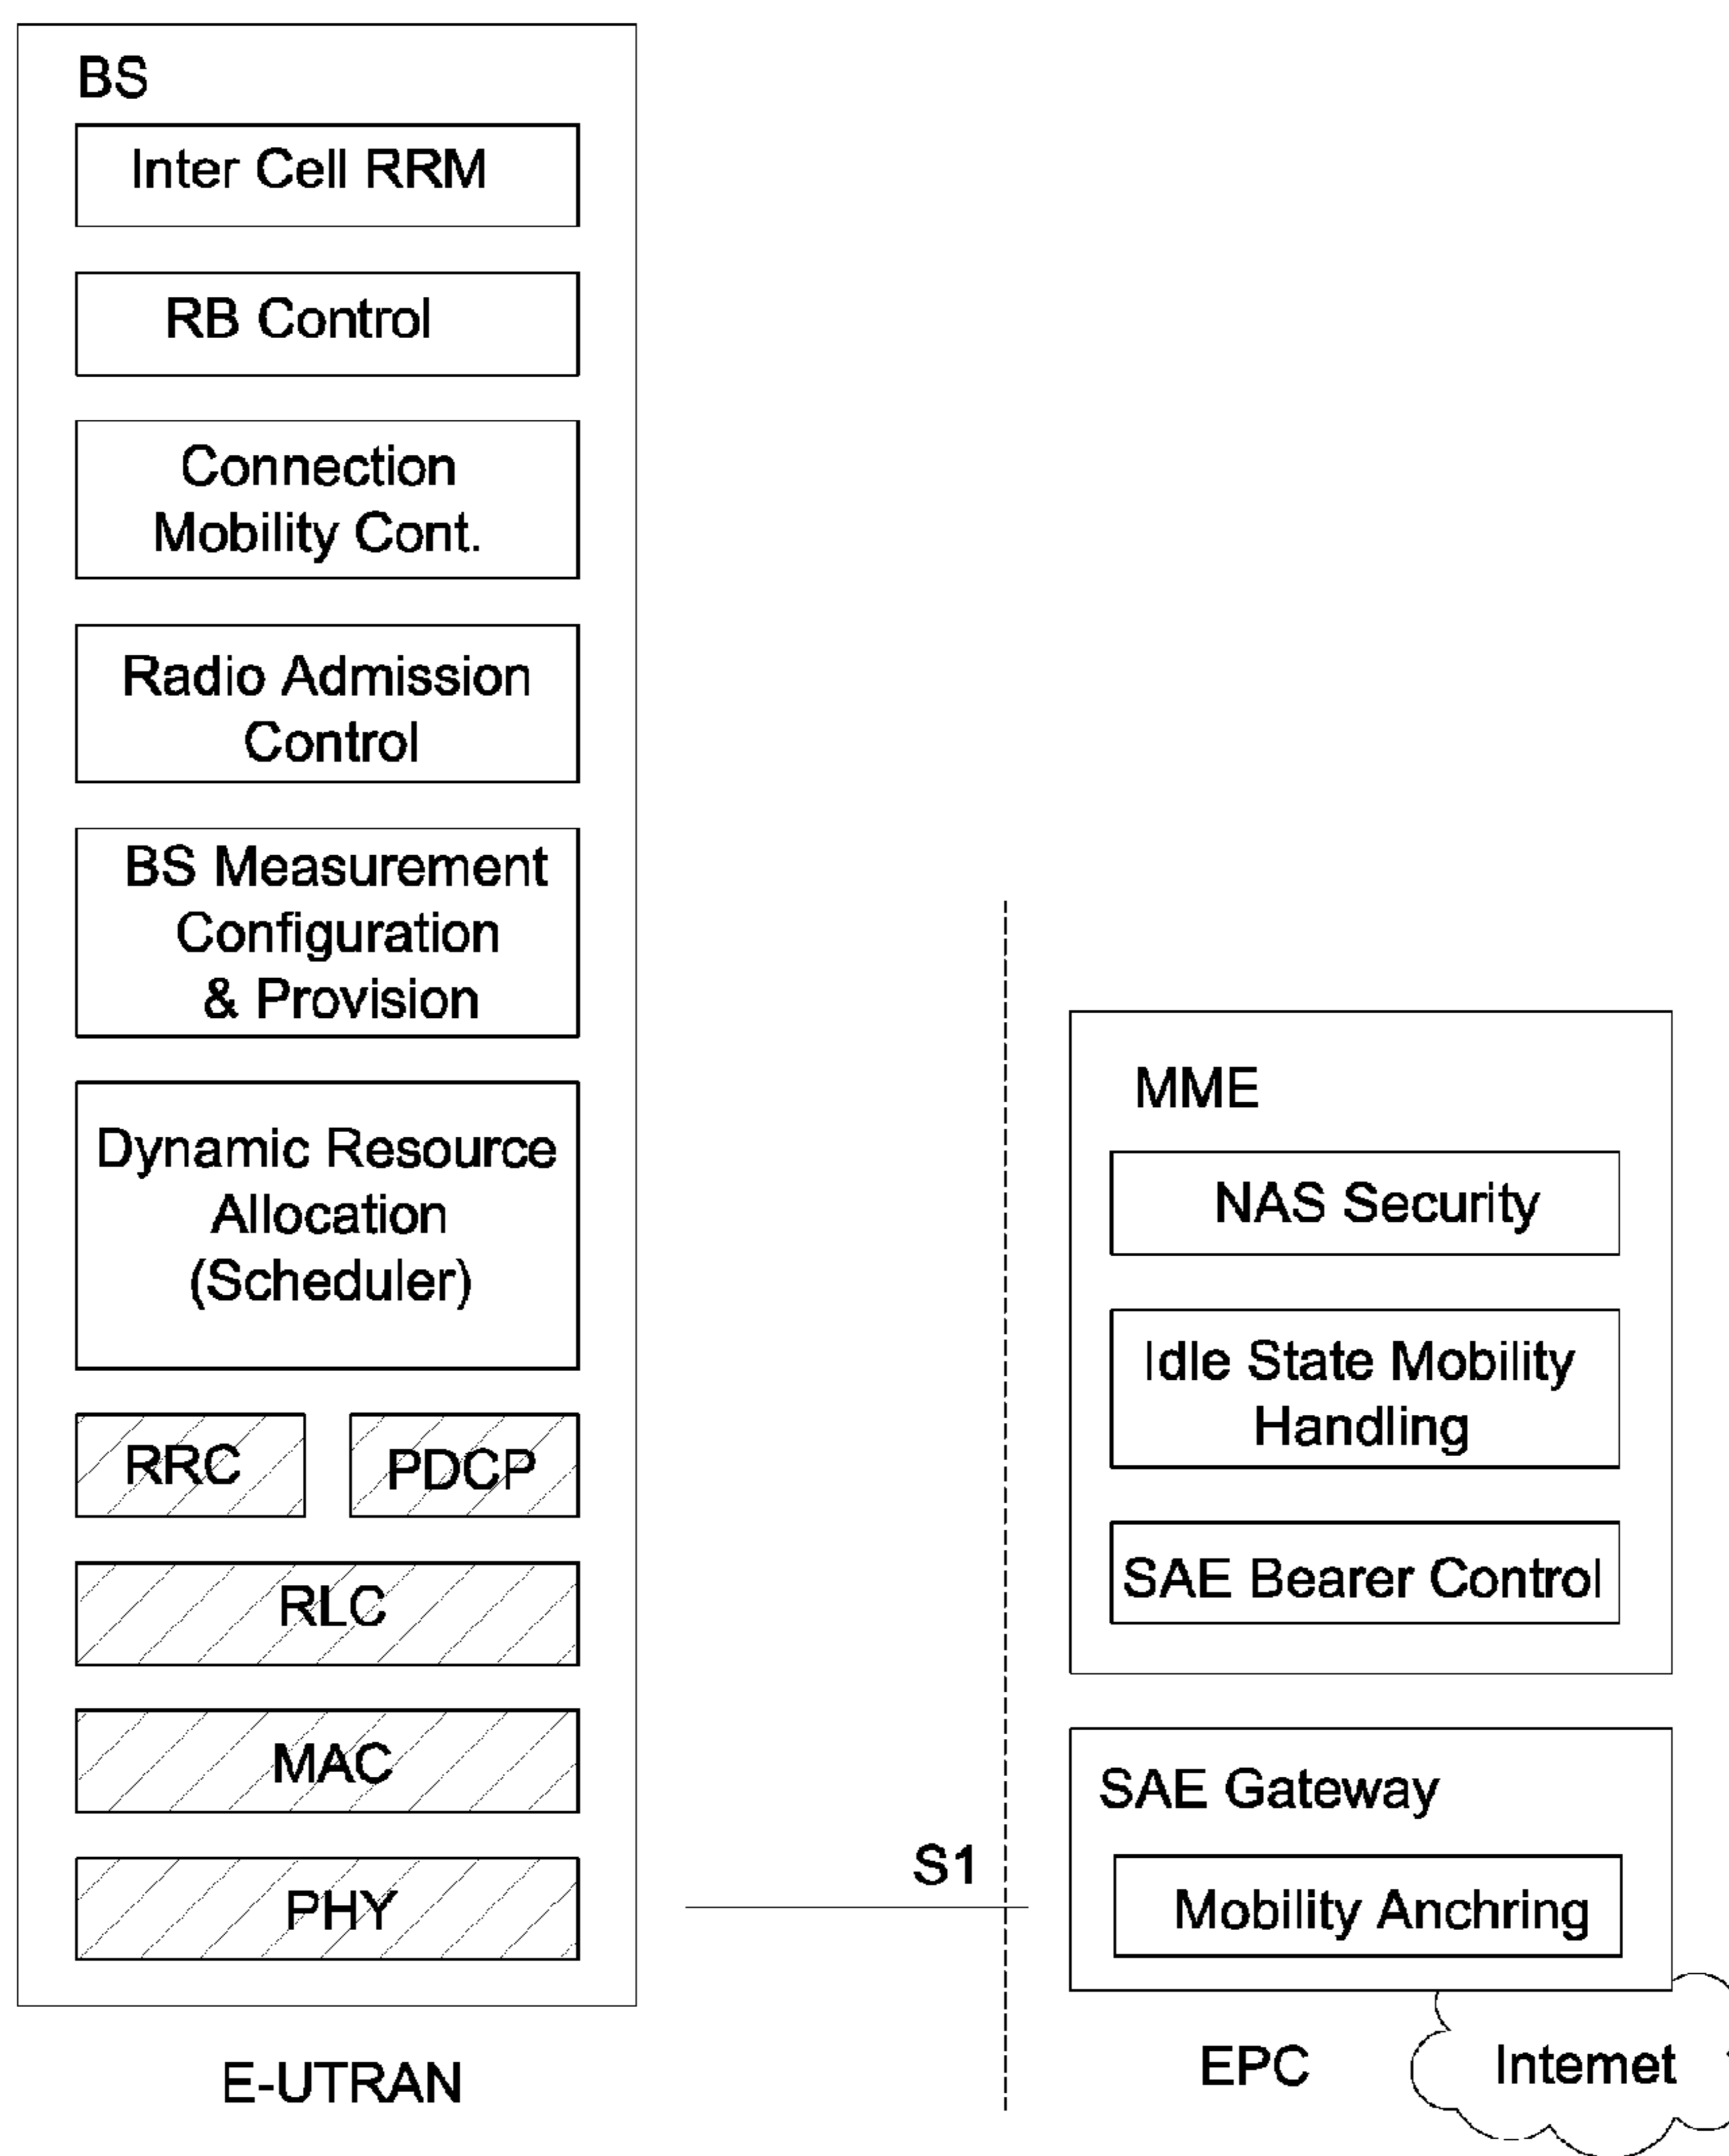 BS
Inter Cell RRM
RB Control
Connection
Mobility Cont.
Radio Admission
Control
BS Measurement
Configuration
& Provision
Dynamic Resource
Allocation
(Scheduler)
RRC
PDCP
RLC
MAC
PHY
E-UTRAN
S1
MME
NAS Security
Idle State Mobility
Handling
SAE Bearer Control
SAE Gateway
Mobility Anchring
EPC
Internet